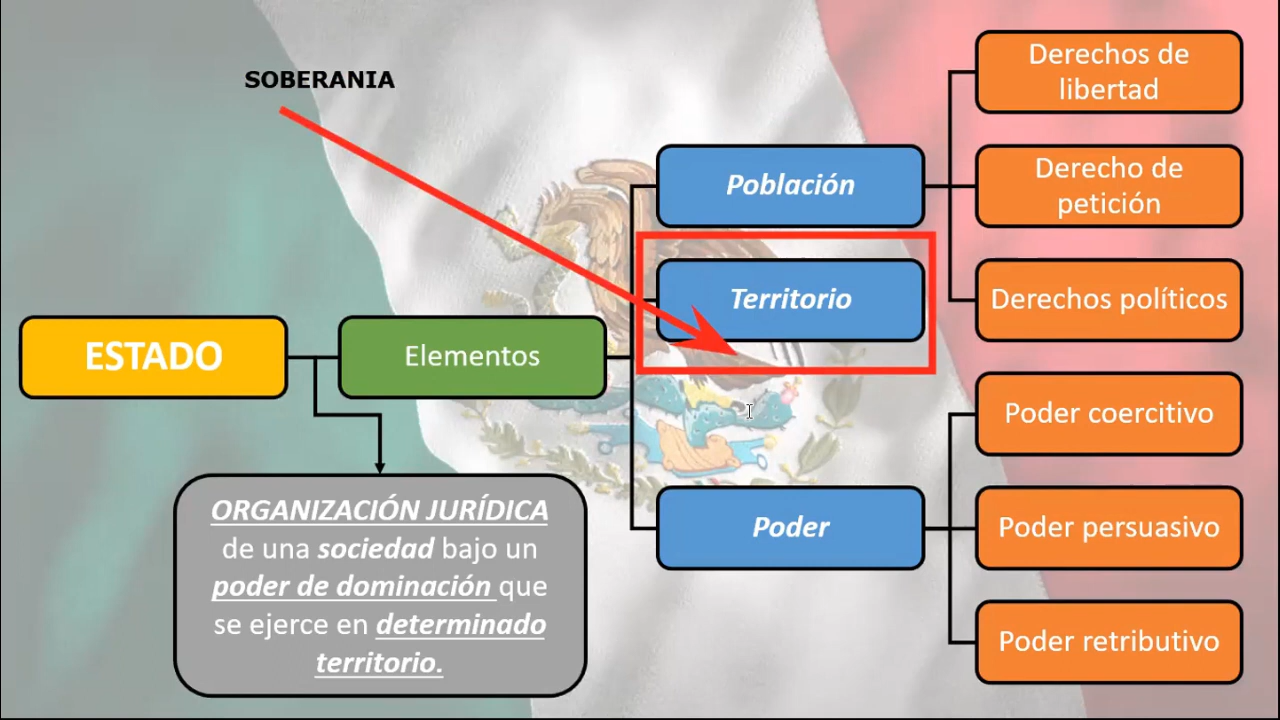 SOBERANIA
ESTADO
Elementos
ORGANIZACIÓN JURÍDICA
de una sociedad bajo un
poder de dominación que
se ejerce en determinado
territorio.
Población
Territorio
Poder
Derechos de
libertad
Derecho de
petición
Derechos políticos
Poder coercitivo
Poder persuasivo
Poder retributivo